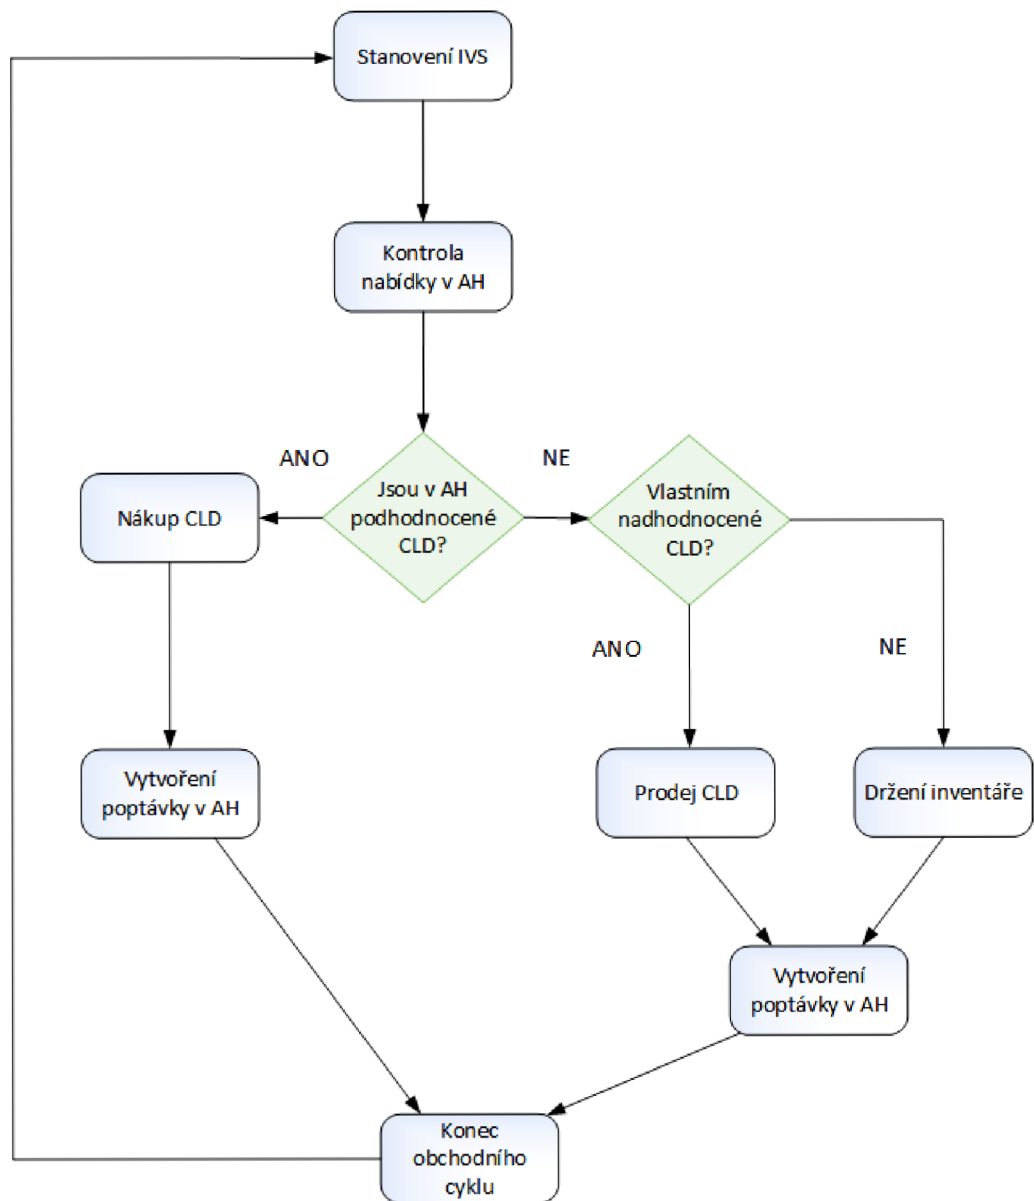 Stanovení IVS
Kontrola
nabídky v AH
ANO
NE
Jsou v AH
podhodnocené
CLD?
Vlastním
nadhodnocené
CLD?
Nákup CLD
ANO
NE
Vytvoření
poptávky v AH
Prodej CLD
Držení inventáře
Vytvoření
poptávky v AH
Konec
obchodního
cyklu